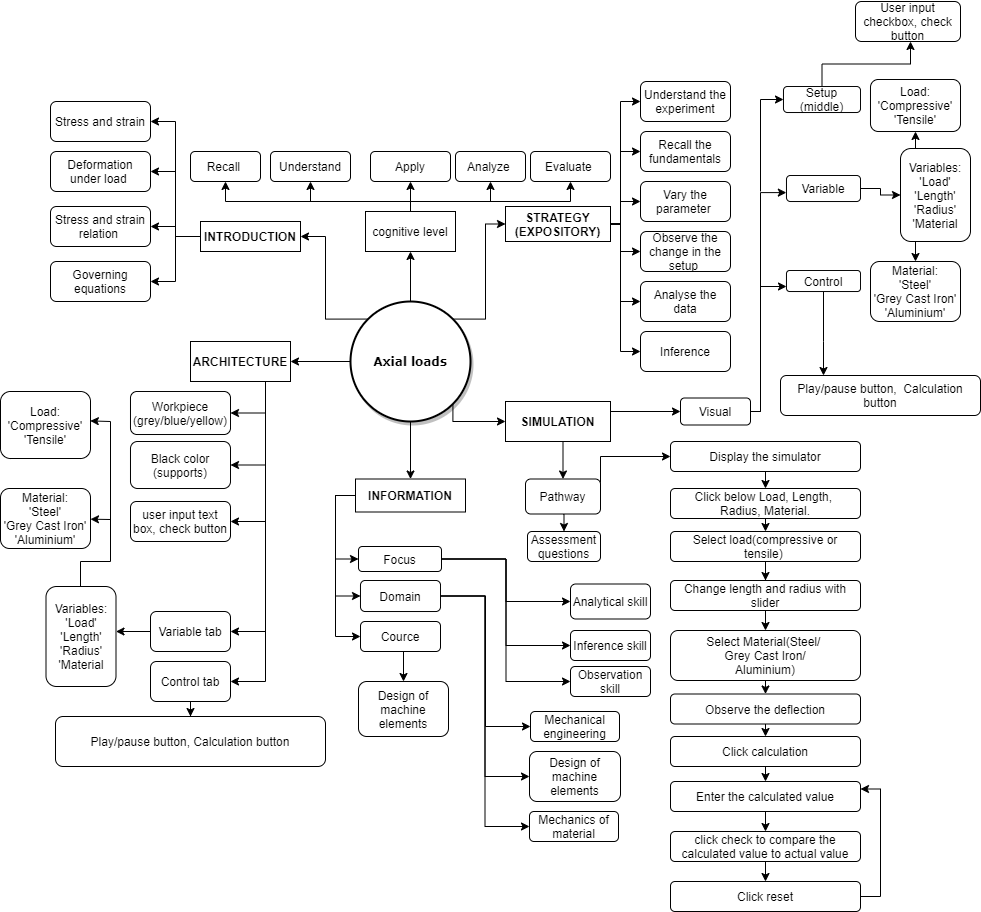 User input
checkbox, check
button
Setup
(middle)
Load:
'Compressive'
'Tensile'
Variable
Variables:
'Load'
'Length'
'Radius'
'Material
Control
Material:
'Steel'
'Grey Cast Iron'
'Aluminium'
Play/pause button, Calculation
button
Stress and strain
Deformation
under load
Stress and strain
relation
Governing
equations
INTRODUCTION
Recall
Understand
Apply
Analyze
Evaluate
cognitive level
STRATEGY
(EXPOSITORY)
Understand the
experiment
Recall the
fundamentals
Vary the
parameter
Observe the
change in the
setup
Analyse the
data
Inference
Axial loads
ARCHITECTURE
Workpiece
(grey/blue/yellow)
Black color
(supports)
user input text
box, check button
Variable tab
Control tab
Load:
'Compressive'
'Tensile'
Material:
'Steel'
'Grey Cast Iron'
'Aluminium'
Variables:
'Load'
'Length'
'Radius'
'Material
Play/pause button, Calculation button
INFORMATION
Focus
Domain
Cource
Design of
machine
elements
Analytical skill
Inference skill
Observation
skill
Mechanical
engineering
Design of
machine
elements
Mechanics of
material
SIMULATION
Visual
Pathway
Assessment
questions
Display the simulator
Click below Load, Length,
Radius, Material.
Select load(compressive or
tensile)
Change length and radius with
slider
Select Material(Steel/
Grey Cast Iron/
Aluminium)
Observe the deflection
Click calculation
Enter the calculated value
click check to compare the
calculated value to actual value
Click reset